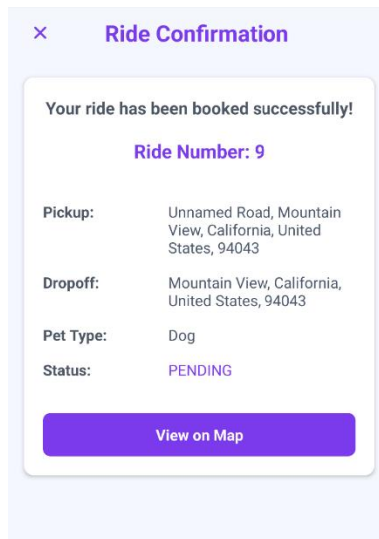 × Ride Confirmation
Your ride has been booked successfully!
Ride Number: 9
Pickup: Unnamed Road, Mountain
View, California, United
States, 94043
Dropoff: Mountain View, California,
United States, 94043
Pet Type: Dog
Status: PENDING
View on Map